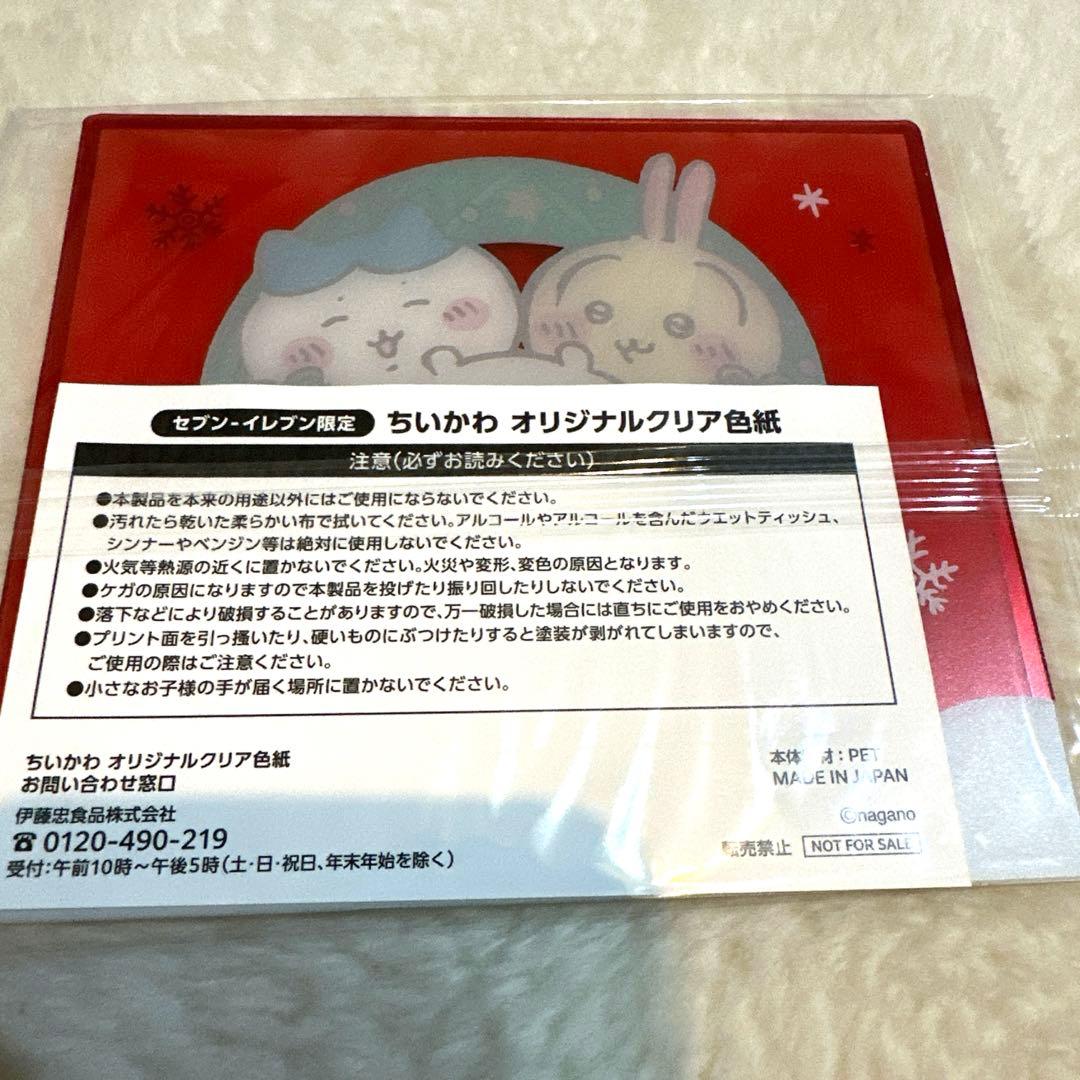 セブン-イレブン限定 ちいかわ オリジナルクリア色紙
注意(必ずお読みください)
●本製品を本来の用途以外にはご使用にならないでください。
●汚れたら乾いた柔らかい布で拭いてください。アルコールやアルコールを含んだウエットティッシュ、
シンナーやベンジン等は絶対に使用しないでください。
●火気等熱源の近くに置かないでください。火災や変形、変色の原因となります。
●ケガの原因になりますので本製品を投げたり振り回したりしないでください。
●落下などにより破損することがありますので、万一破損した場合には直ちにご使用をおやめください。
●プリント面を引っ掻いたり、硬いものにぶつけたりすると塗装が剥がれてしまいますので、
ご使用の際はご注意ください。
●小さなお子様の手が届く場所に置かないでください。
ちいかわ オリジナルクリア色紙
お問い合わせ窓口
伊藤忠食品株式会社
☎0120-490-219
受付:午前10時～午後5時(土・日・祝日、年末年始を除く)
本体 材:PET
MADE IN JAPAN
©nagano
転売禁止 NOT FOR SALE